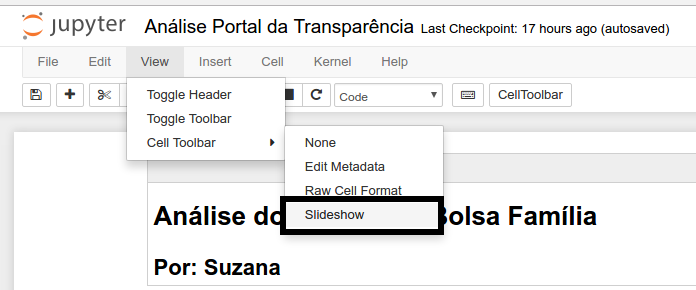 jupyter Análise Portal da Transparência Last Checkpoint: 17 hours ago (autosaved)
File Edit View Insert Cell Kernel Help
Code CellToolbar
Toggle Header
Toggle Toolbar
Cell Toolbar
None
Edit Metadata
Raw Cell Format
Slideshow
Análise do Bolsa Família
Por: Suzana